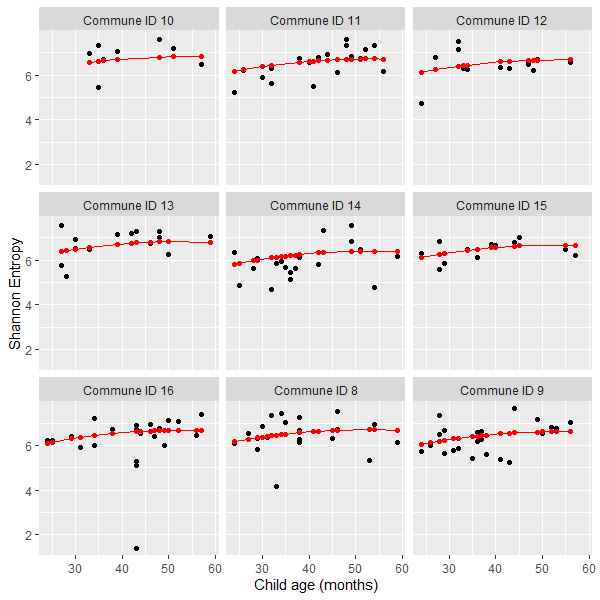 Commune ID 10 Commune ID 11 Commune ID 12
6
4
2
Commune ID 13 Commune ID 14 Commune ID 15
6
4
2
Shannon Entropy
Commune ID 16 Commune ID 8 Commune ID 9
6
4
2
30 40 50 60 30 40 50 60 30 40 50 60
Child age (months)